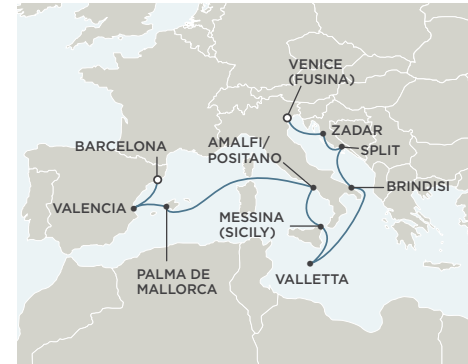 VENICE
(FUSINA)
ZADAR
SPLIT
BARCELONA
AMALFI/
POSITANO
BRINDISI
VALENCIA
MESSINA
(SICILY)
PALMA DE
MALLORCA
VALLETTA